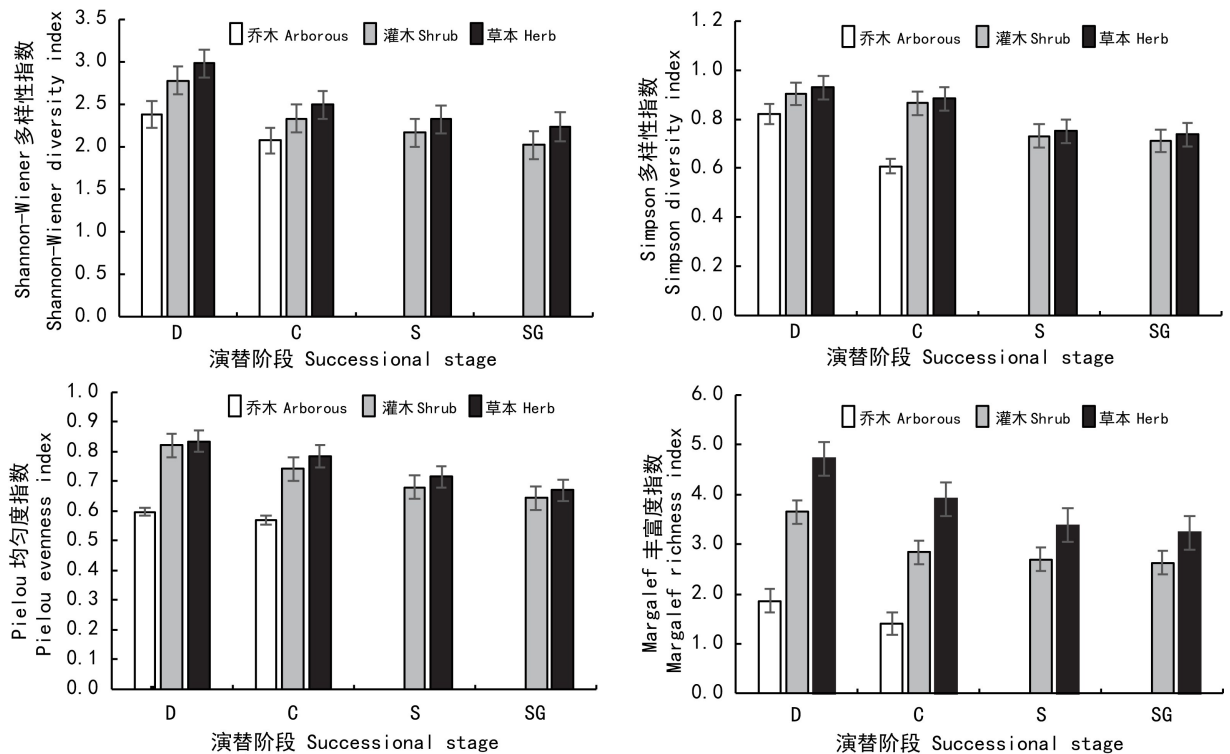 Shannon-Wiener 多样性指数
Shannon-Wiener diversity index
3.5
3.0
2.5
2.0
1.5
1.0
0.5
0.0
乔木 Arborous 灌木 Shrub 草本 Herb
D C S SG
演替阶段 Successional stage
Simpson 多样性指数
Simpson diversity index
1.2
1.0
0.8
0.6
0.4
0.2
0.0
乔木 Arborous 灌木 Shrub 草本 Herb
D C S SG
演替阶段 Successional stage
Pielou 均匀度指数
Pielou evenness index
1.0
0.9
0.8
0.7
0.6
0.5
0.4
0.3
0.2
0.1
0.0
乔木 Arborous 灌木 Shrub 草本 Herb
D C S SG
演替阶段 Successional stage
Margalef 丰富度指数
Margalef richness index
6.0
5.0
4.0
3.0
2.0
1.0
0.0
乔木 Arborous 灌木 Shrub 草本 Herb
D C S SG
演替阶段 Successional stage